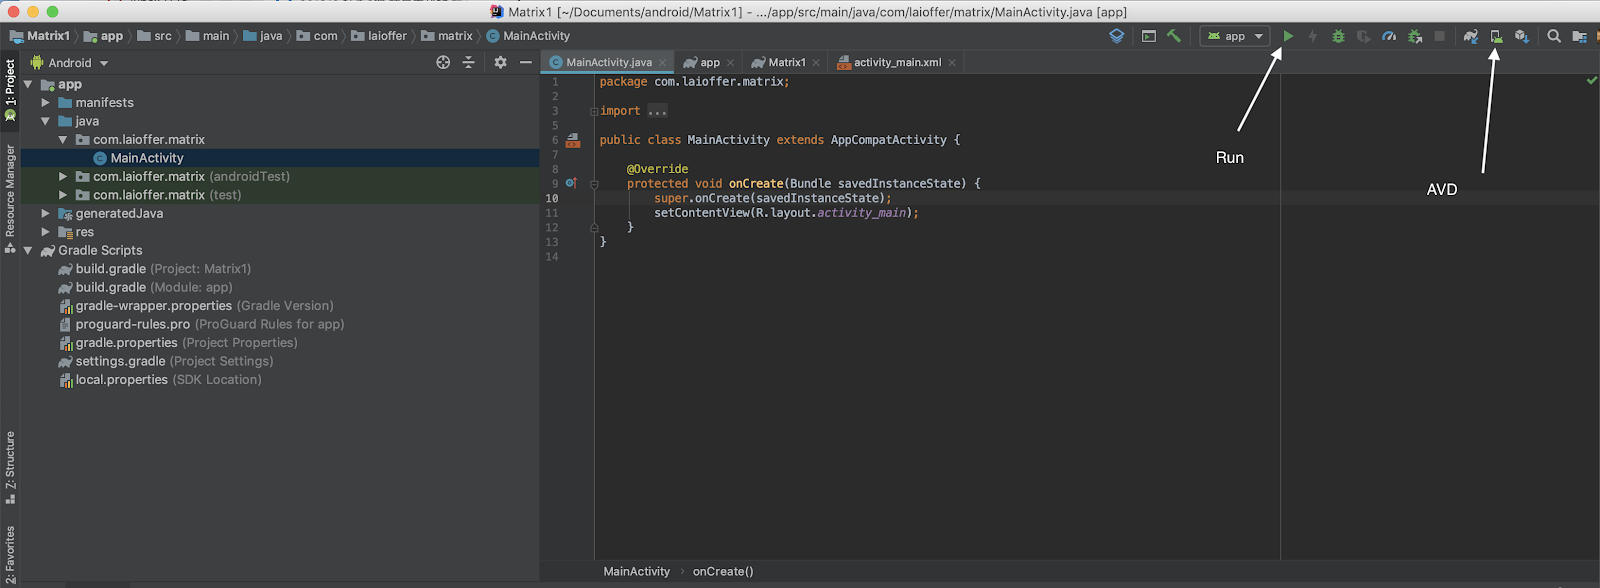 Matrix1 [~/Documents/android/Matrix1] - .../app/src/main/java/com/laioffer/matrix/MainActivity.java [app]
Matrix1 app src main java com laioffer matrix MainActivity app
Android
MainActivity.java app Matrix1 activity_main.xml
1: Project
Resource Manager
Z: Structure
2: Favorites
app
manifests
java
com.laioffer.matrix
MainActivity
com.laioffer.matrix (androidTest)
com.laioffer.matrix (test)
generatedJava
res
Gradle Scripts
build.gradle (Project: Matrix1)
build.gradle (Module: app)
gradle-wrapper.properties (Gradle Version)
proguard-rules.pro (ProGuard Rules for app)
gradle.properties (Project Properties)
settings.gradle (Project Settings)
local.properties (SDK Location)
1 package com.laioffer.matrix;
2
3 import ...
5
6 public class MainActivity extends AppCompatActivity {
7
8 @Override
9 protected void onCreate(Bundle savedInstanceState) {
10 super.onCreate(savedInstanceState);
11 setContentView(R.layout.activity_main);
12 }
13 }
14
Run
AVD
MainActivity › onCreate()